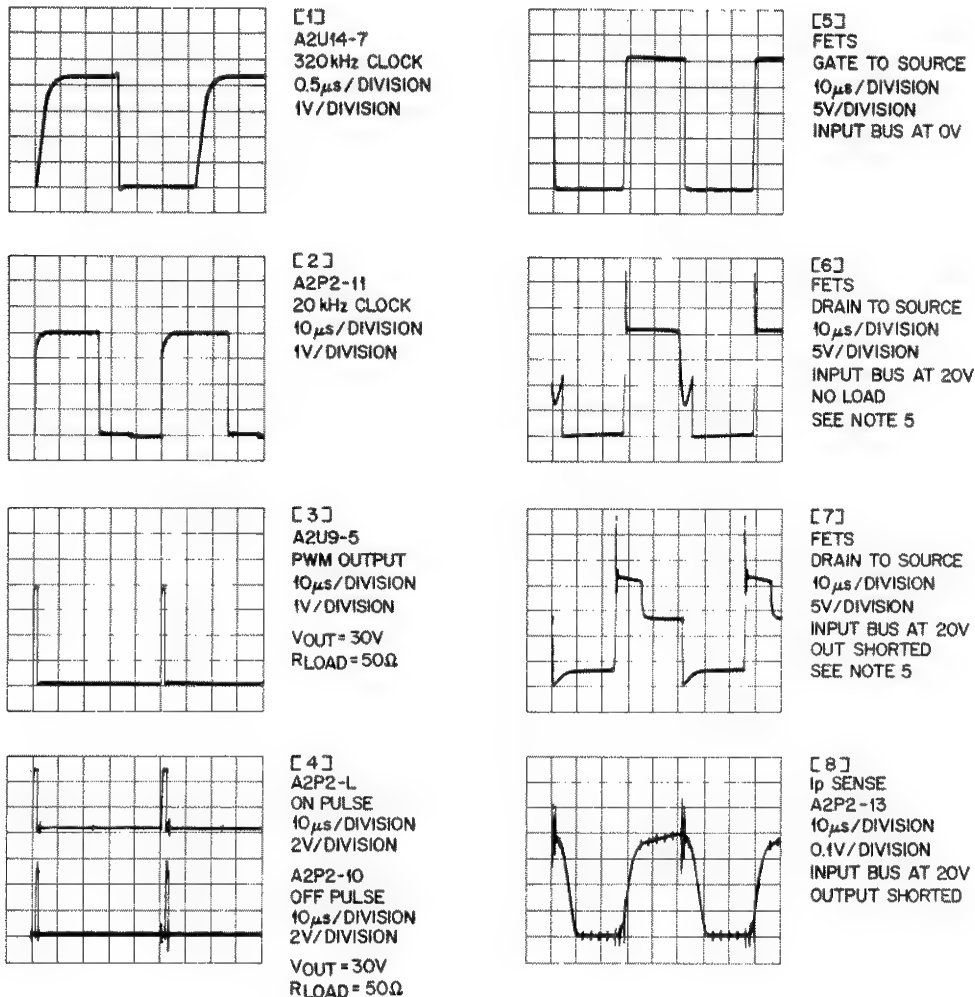 [1]
A2U14-7
320kHz CLOCK
0.5μs/DIVISION
1V/DIVISION
[2]
A2P2-11
20 kHz CLOCK
10μs/DIVISION
1V/DIVISION
[3]
A2U9-5
PWM OUTPUT
10μs/DIVISION
1V/DIVISION
VOUT=30V
RLOAD=50Ω
[4]
A2P2-L
ON PULSE
10μs/DIVISION
2V/DIVISION
A2P2-10
OFF PULSE
10μs/DIVISION
2V/DIVISION
VOUT=30V
RLOAD=50Ω
[5]
FETS
GATE TO SOURCE
10μs/DIVISION
5V/DIVISION
INPUT BUS AT 0V
[6]
FETS
DRAIN TO SOURCE
10μs/DIVISION
5V/DIVISION
INPUT BUS AT 20V
NO LOAD
SEE NOTE 5
[7]
FETS
DRAIN TO SOURCE
10μs/DIVISION
5V/DIVISION
INPUT BUS AT 20V
OUT SHORTED
SEE NOTE 5
[8]
Ip SENSE
A2P2-13
10μs/DIVISION
0.1V/DIVISION
INPUT BUS AT 20V
OUTPUT SHORTED